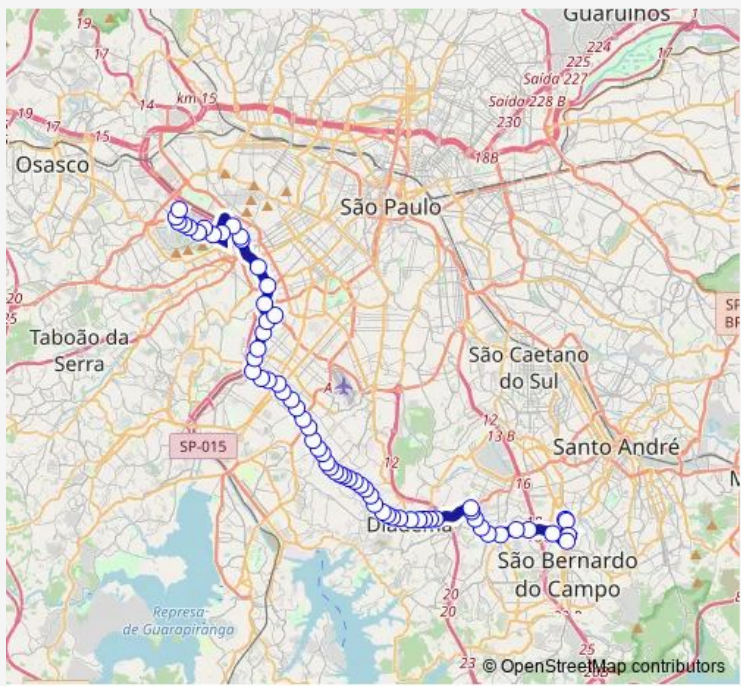 Guarulhos
19
17
1
224
17
225
Saída 227
14
km 15
Saída 228 B
230
19
17
15
Osasco
18B
São Paulo
20
Taboão da
Serra
São Caetano
do Sul
A
12
13 B
SP-015
12
Santo André
16
Diadema
São Bernardo
do Campo
20
20
Represa
de Guarapiranga
25
23
© OpenStreetMap contributors